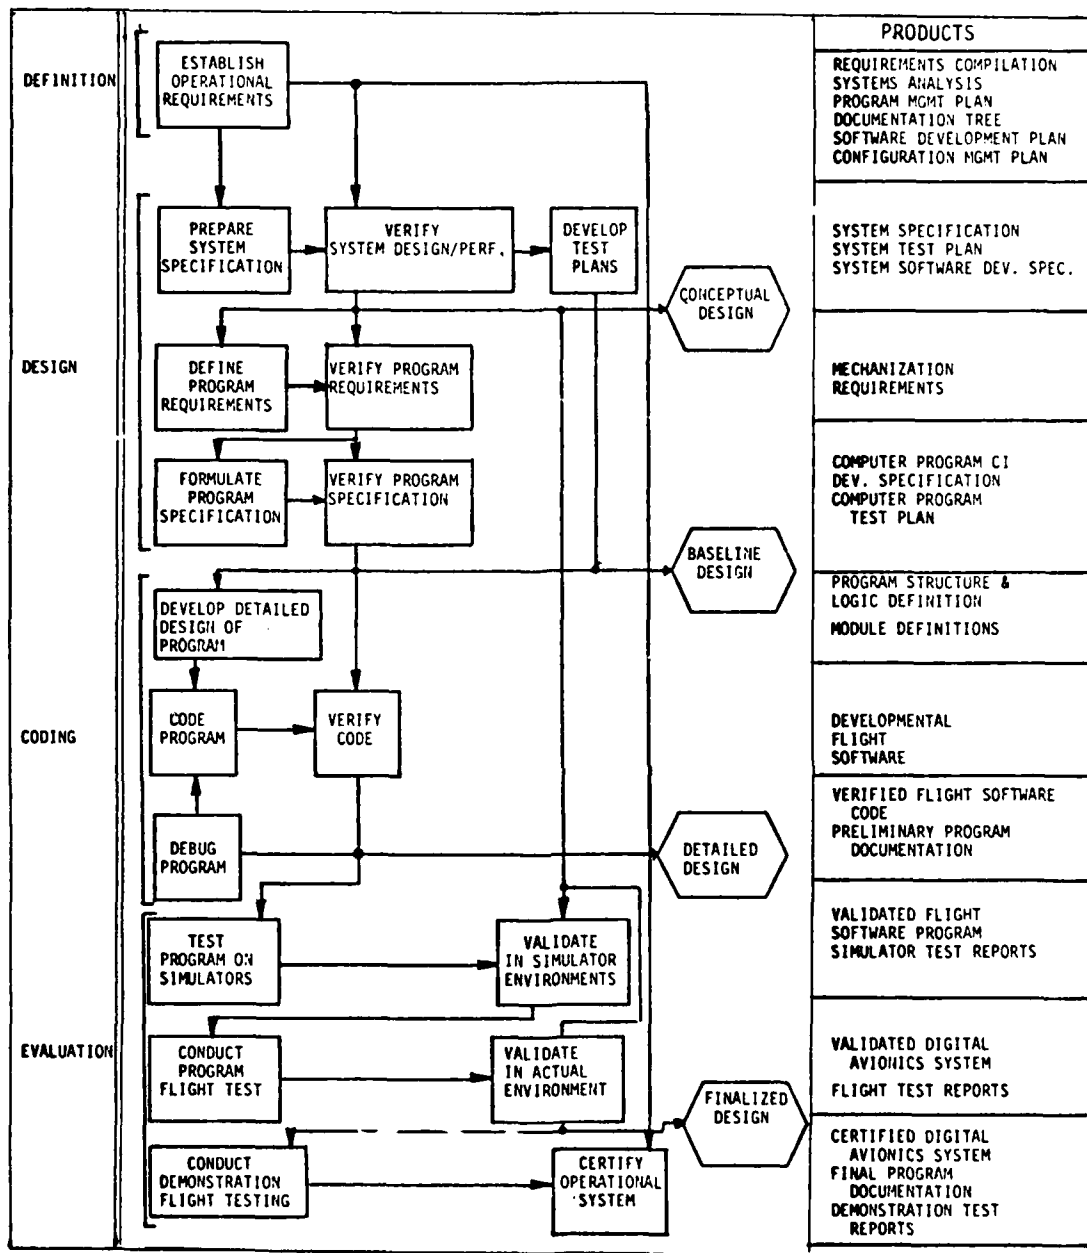 PRODUCTS
DEFINITION
ESTABLISH
OPERATIONAL
REQUIREMENTS
REQUIREMENTS COMPILATION
SYSTEMS ANALYSIS
PROGRAM MGMT PLAN
DOCUMENTATION TREE
SOFTWARE DEVELOPMENT PLAN
CONFIGURATION MGMT PLAN
DESIGN
PREPARE
SYSTEM
SPECIFICATION
VERIFY
SYSTEM DESIGN/PERF.
DEVELOP
TEST
PLANS
CONCEPTUAL
DESIGN
SYSTEM SPECIFICATION
SYSTEM TEST PLAN
SYSTEM SOFTWARE DEV. SPEC.
DEFINE
PROGRAM
REQUIREMENTS
VERIFY PROGRAM
REQUIREMENTS
MECHANIZATION
REQUIREMENTS
FORMULATE
PROGRAM
SPECIFICATION
VERIFY PROGRAM
SPECIFICATION
COMPUTER PROGRAM CI
DEV. SPECIFICATION
COMPUTER PROGRAM
TEST PLAN
BASELINE
DESIGN
CODING
DEVELOP DETAILED
DESIGN OF
PROGRAM
PROGRAM STRUCTURE &
LOGIC DEFINITION
MODULE DEFINITIONS
CODE
PROGRAM
VERIFY
CODE
DEVELOPMENTAL
FLIGHT
SOFTWARE
DEBUG
PROGRAM
DETAILED
DESIGN
VERIFIED FLIGHT SOFTWARE
CODE
PRELIMINARY PROGRAM
DOCUMENTATION
EVALUATION
TEST
PROGRAM ON
SIMULATORS
VALIDATE
IN SIMULATOR
ENVIRONMENTS
VALIDATED FLIGHT
SOFTWARE PROGRAM
SIMULATOR TEST REPORTS
CONDUCT
PROGRAM
FLIGHT TEST
VALIDATE
IN ACTUAL
ENVIRONMENT
FINALIZED
DESIGN
VALIDATED DIGITAL
AVIONICS SYSTEM
FLIGHT TEST REPORTS
CONDUCT
DEMONSTRATION
FLIGHT TESTING
CERTIFY
OPERATIONAL
SYSTEM
CERTIFIED DIGITAL
AVIONICS SYSTEM
FINAL PROGRAM
DOCUMENTATION
DEMONSTRATION TEST
REPORTS